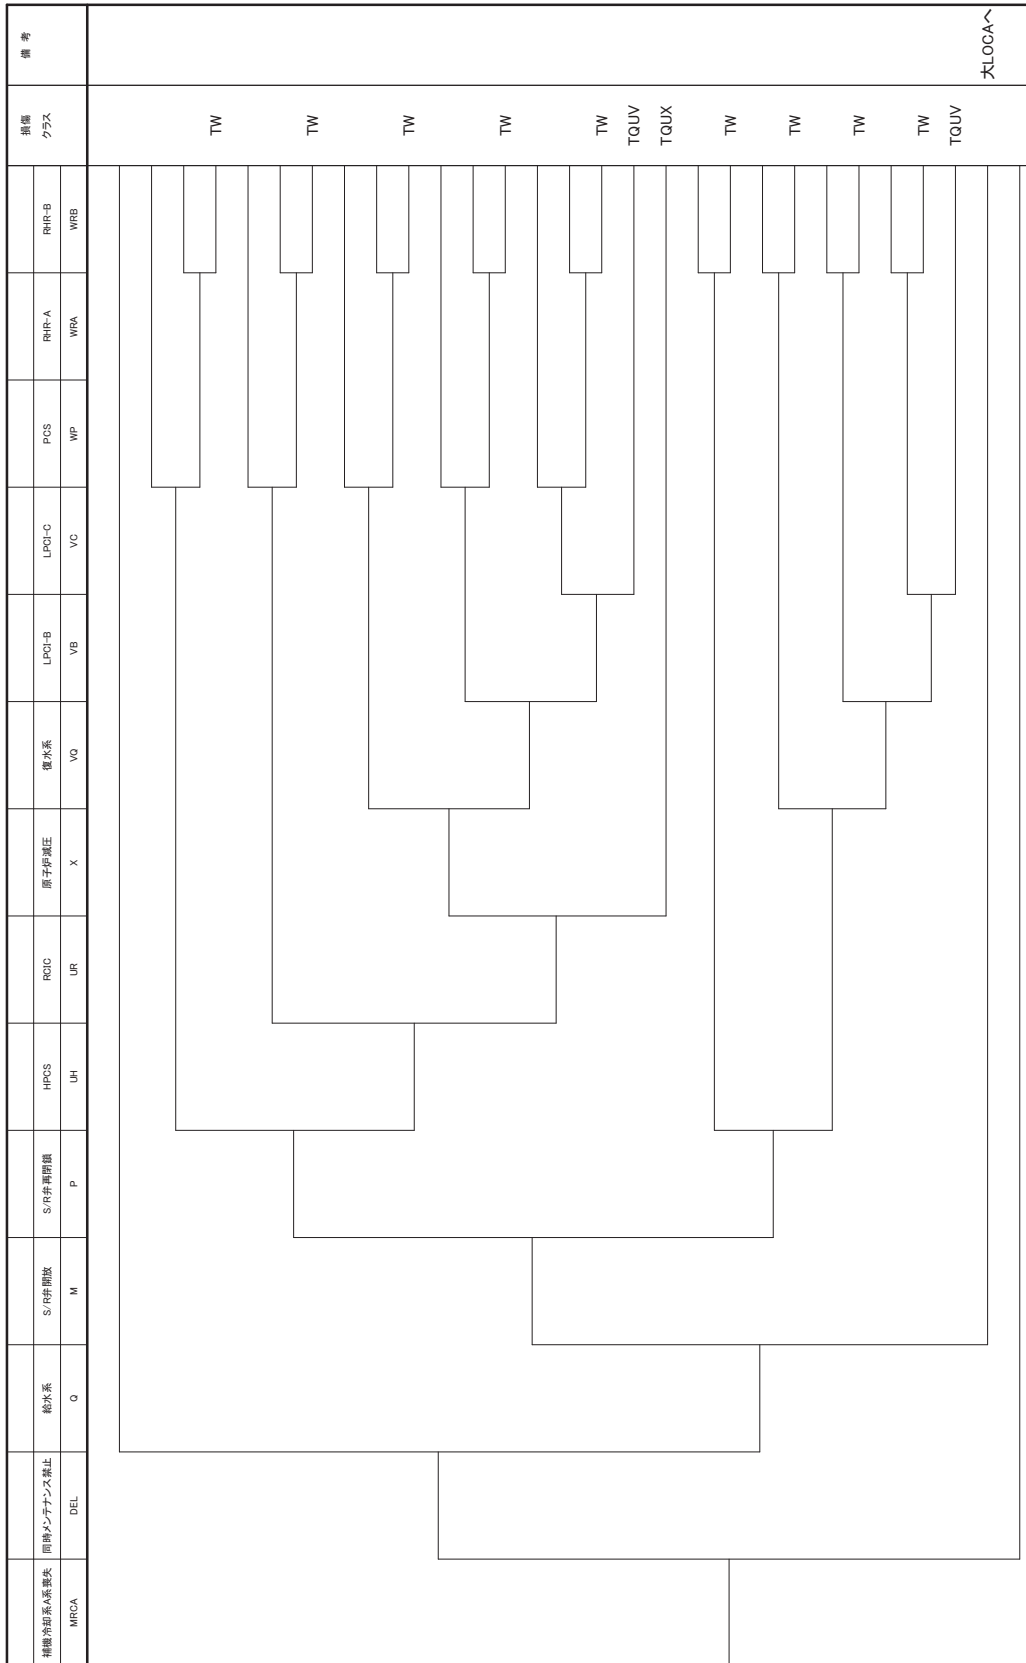 補機冷却系A系喪失
同時メンテナンス禁止
給水系
S/R弁開放
S/R弁再閉鎖
HPCS
RCIC
原子炉減圧
復水系
LPCI-B
LPCI-C
PCS
RHR-A
RHR-B
損傷
クラス
備 考
MRCA
DEL
Q
M
P
UH
UR
X
VQ
VB
VC
WP
WRA
WRB
TW
TW
TW
TW
TW
TQUV
TQUX
TW
TW
TW
TW
TQUV
大LOCAへ